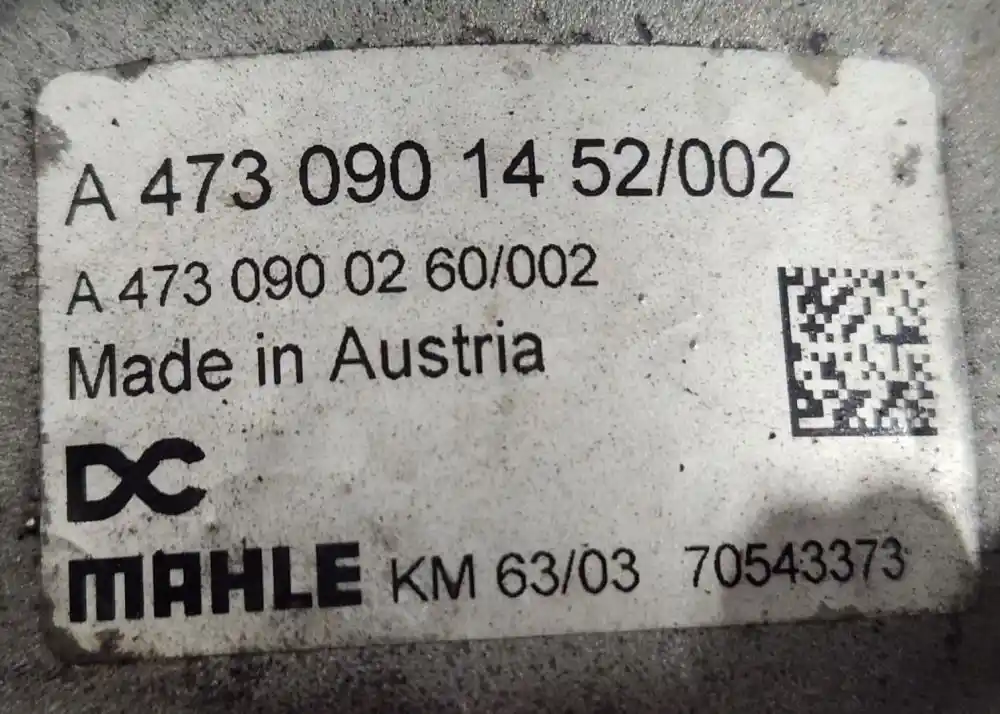 A 473 090 14 52/002
A 473 090 02 60/002
Made in Austria
DC
MAHLE KM 63/03 70543373